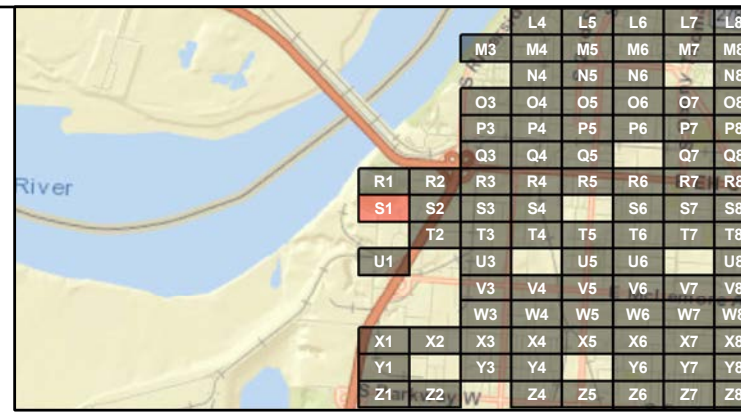 L4 L5 L6 L7 L8
M3 M4 M5 M6 M7 M8
N4 N5 N6 N8
O3 O4 O5 O6 O7 O8
P3 P4 P5 P6 P7 P8
Q3 Q4 Q5 Q7 Q8
River R1 R2 R3 R4 R5 R6 R7 R8
S1 S2 S3 S4 S6 S7 S8
T2 T3 T4 T5 T6 T7 T8
U1 U3 U5 U6 U8
V3 V4 V5 V6 V7 V8
W3 W4 W5 W6 W7 W8
X1 X2 X3 X4 X5 X6 X7 X8
Y1 Y3 Y4 Y6 Y7 Y8
Z1 Z2 Z4 Z5 Z6 Z7 Z8